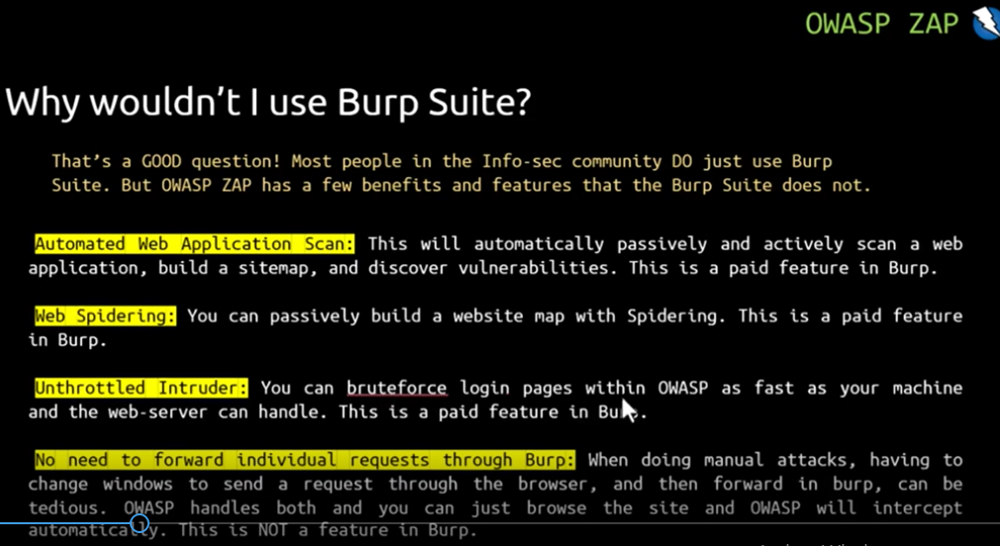 OWASP ZAP
Why wouldn't I use Burp Suite?
That's a GOOD question! Most people in the Info-sec community DO just use Burp
Suite. But OWASP ZAP has a few benefits and features that the Burp Suite does not.
Automated Web Application Scan: This will automatically passively and actively scan a web
application, build a sitemap, and discover vulnerabilities. This is a paid feature in Burp.
Web Spidering: You can passively build a website map with Spidering. This is a paid feature
in Burp.
Unthrottled Intruder: You can bruteforce login pages within OWASP as fast as your machine
and the web-server can handle. This is a paid feature in Burp.
No need to forward individual requests through Burp: When doing manual attacks, having to
change windows to send a request through the browser, and then forward in burp, can be
tedious. OWASP handles both and you can just browse the site and OWASP will intercept
automatically. This is NOT a feature in Burp.